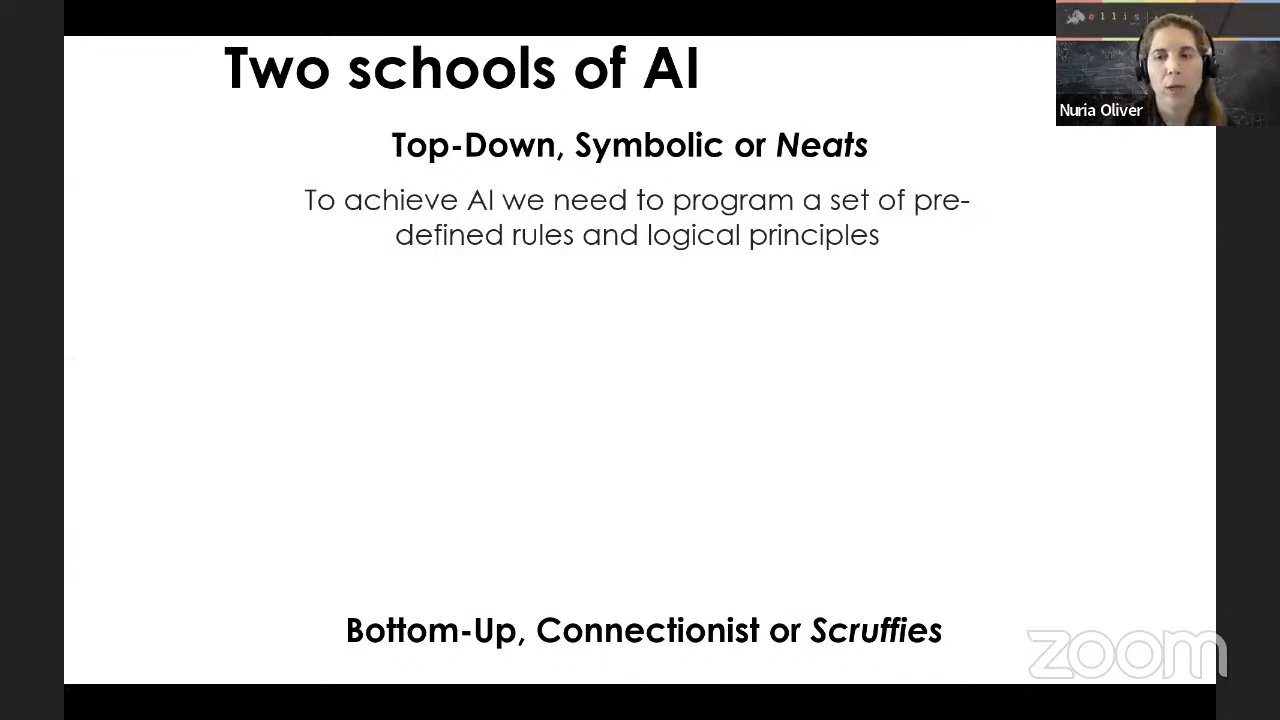 Two schools of AI
ellis
Nuria Oliver
Top-Down, Symbolic or Neats
To achieve AI we need to program a set of pre-
defined rules and logical principles
Bottom-Up, Connectionist or Scruffies
zoom